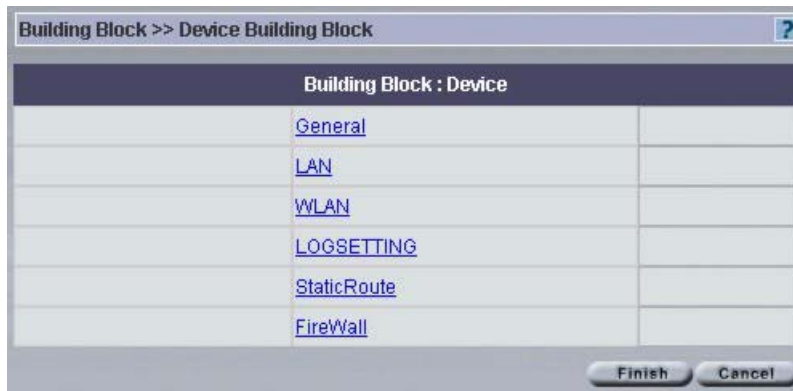 Building Block >> Device Building Block ?
Building Block : Device
General
LAN
WLAN
LOGSETTING
StaticRoute
FireWall
Finish Cancel